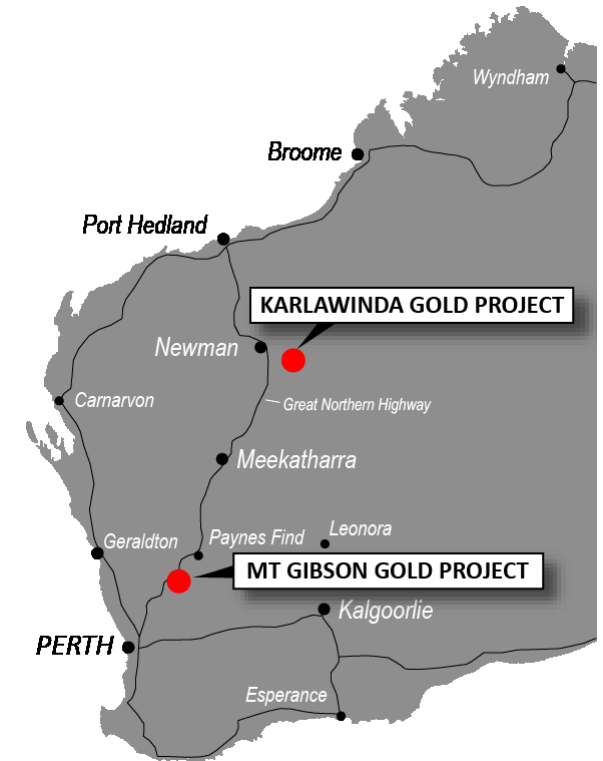 Wyndham
Broome
Port Hedland
KARLAWINDA GOLD PROJECT
Newman
Carnarvon
Great Northern Highway
Meekatharra
Geraldton
Paynes Find
Leonora
MT GIBSON GOLD PROJECT
Kalgoorlie
PERTH
Esperance